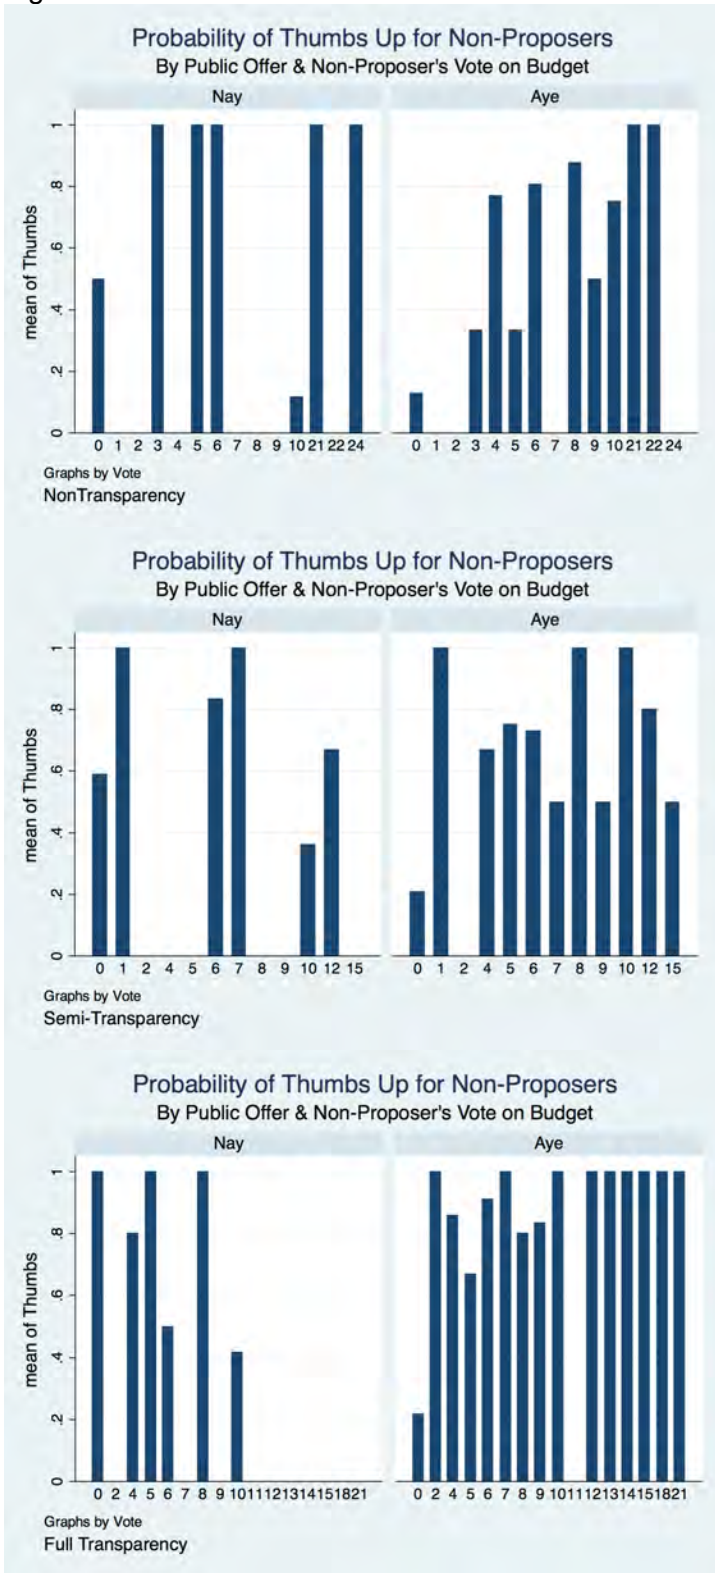 Probability of Thumbs Up for Non-Proposers
By Public Offer & Non-Proposer's Vote on Budget
Nay Aye
mean of Thumbs
1
.8
.6
.4
.2
0
0 1 2 3 4 5 6 7 8 9 10 21 22 24 0 1 2 3 4 5 6 7 8 9 10 21 22 24
Graphs by Vote
NonTransparency
Probability of Thumbs Up for Non-Proposers
By Public Offer & Non-Proposer's Vote on Budget
Nay Aye
mean of Thumbs
1
.8
.6
.4
.2
0
0 1 2 4 5 6 7 8 9 10 12 15 0 1 2 4 5 6 7 8 9 10 12 15
Graphs by Vote
Semi-Transparency
Probability of Thumbs Up for Non-Proposers
By Public Offer & Non-Proposer's Vote on Budget
Nay Aye
mean of Thumbs
1
.8
.6
.4
.2
0
0 2 4 5 6 7 8 9 10 11 12 13 14 15 18 21 0 2 4 5 6 7 8 9 10 11 12 13 14 15 18 21
Graphs by Vote
Full Transparency